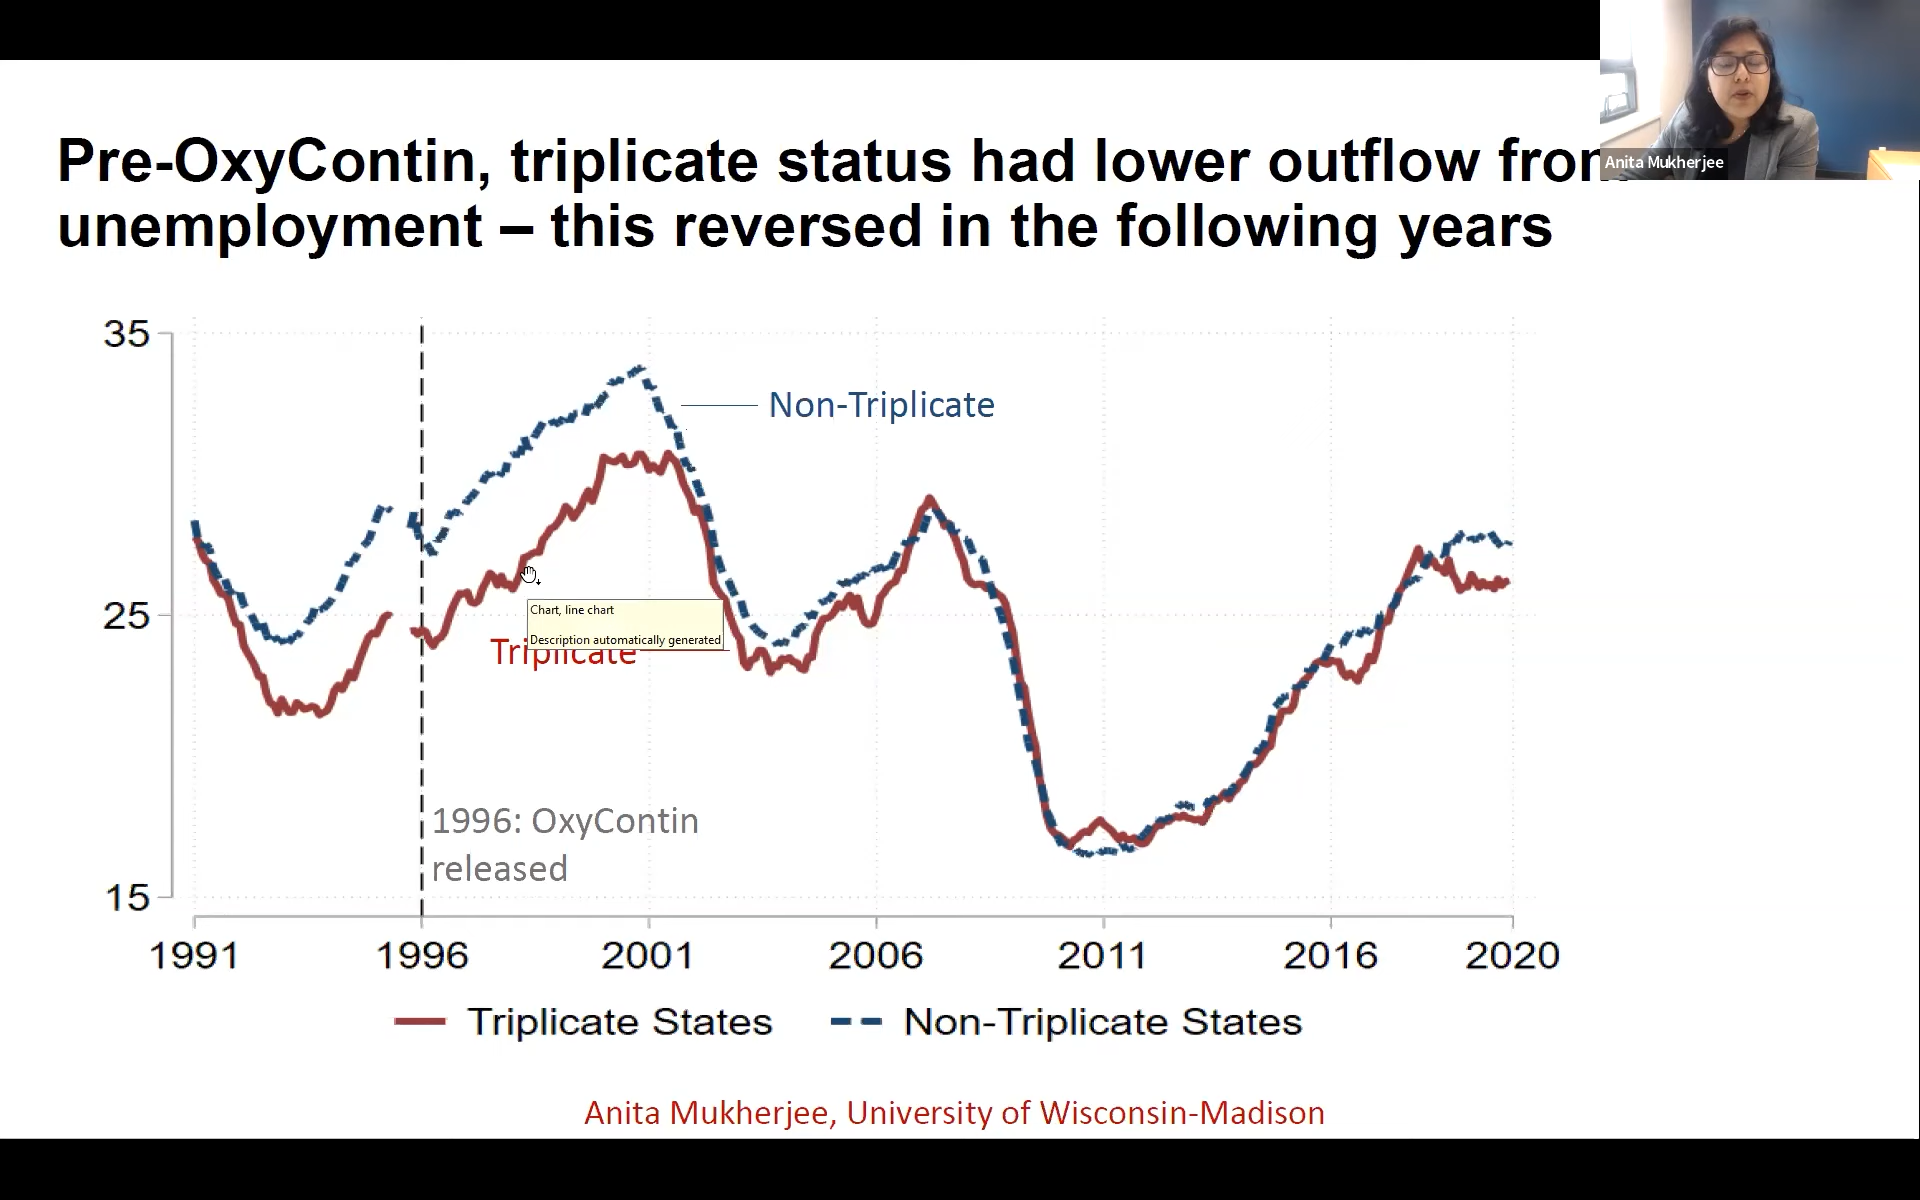 Pre-OxyContin, triplicate status had lower outflow from
unemployment – this reversed in the following years
Anita Mukherjee
35
25
15
Non-Triplicate
Chart, line chart
Description automatically generated
Triplicate
1996: OxyContin
released
1991 1996 2001 2006 2011 2016 2020
Triplicate States Non-Triplicate States
Anita Mukherjee, University of Wisconsin-Madison